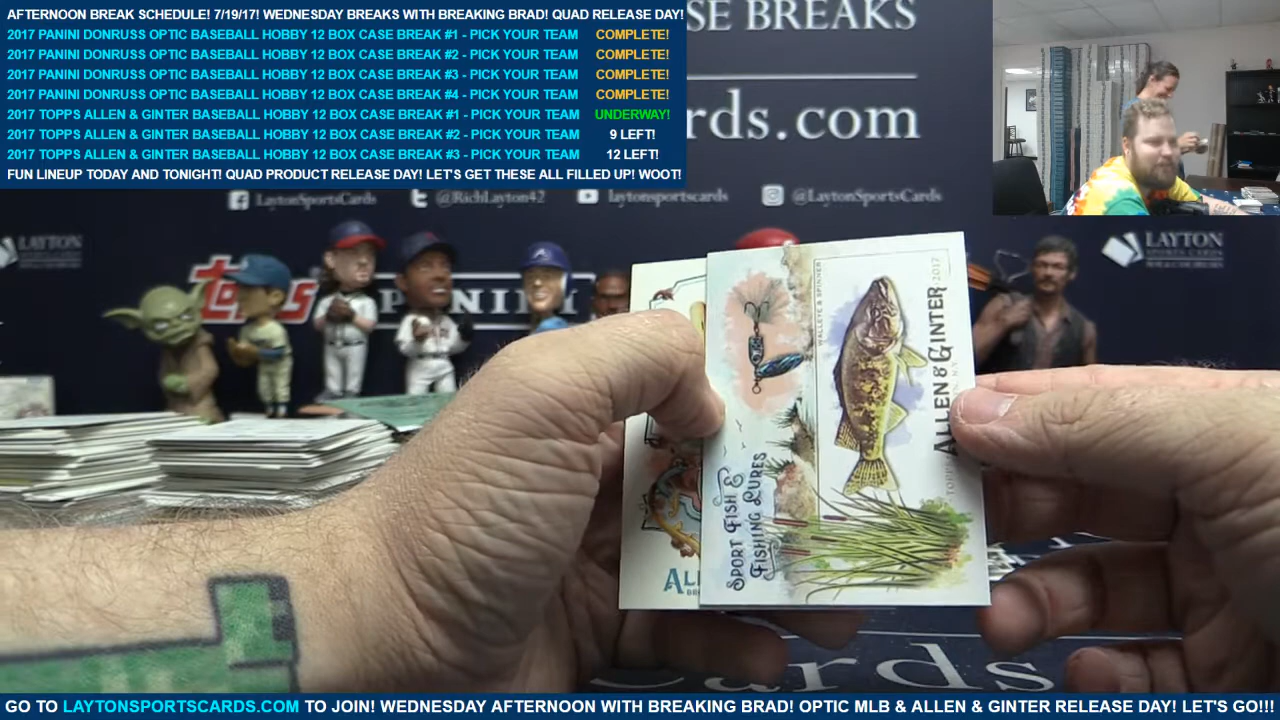 AFTERNOON BREAK SCHEDULE! 7/19/17! WEDNESDAY BREAKS WITH BREAKING BRAD! QUAD RELEASE DAY!
2017 PANINI DONRUSS OPTIC BASEBALL HOBBY 12 BOX CASE BREAK #1 - PICK YOUR TEAM COMPLETE!
2017 PANINI DONRUSS OPTIC BASEBALL HOBBY 12 BOX CASE BREAK #2 - PICK YOUR TEAM COMPLETE!
2017 PANINI DONRUSS OPTIC BASEBALL HOBBY 12 BOX CASE BREAK #3 - PICK YOUR TEAM COMPLETE!
2017 PANINI DONRUSS OPTIC BASEBALL HOBBY 12 BOX CASE BREAK #4 - PICK YOUR TEAM COMPLETE!
2017 TOPPS ALLEN & GINTER BASEBALL HOBBY 12 BOX CASE BREAK #1 - PICK YOUR TEAM UNDERWAY!
2017 TOPPS ALLEN & GINTER BASEBALL HOBBY 12 BOX CASE BREAK #2 - PICK YOUR TEAM 9 LEFT!
2017 TOPPS ALLEN & GINTER BASEBALL HOBBY 12 BOX CASE BREAK #3 - PICK YOUR TEAM 12 LEFT!
FUN LINEUP TODAY AND TONIGHT! QUAD PRODUCT RELEASE DAY! LET'S GET THESE ALL FILLED UP! WOOT!
SE BREAKS
rds.com
LaytonSportsCards @RichLayton42 laytonsportscards @LaytonSportsCards
LAYTON
LAYTON
topps PANINI
WALLEYE & SPINNER
SPORT FISH &
FISHING LURES
ALLEN & GINTER
2017
ALL
Cards
GO TO LAYTONSPORTSCARDS.COM TO JOIN! WEDNESDAY AFTERNOON WITH BREAKING BRAD! OPTIC MLB & ALLEN & GINTER RELEASE DAY! LET'S GO!!!